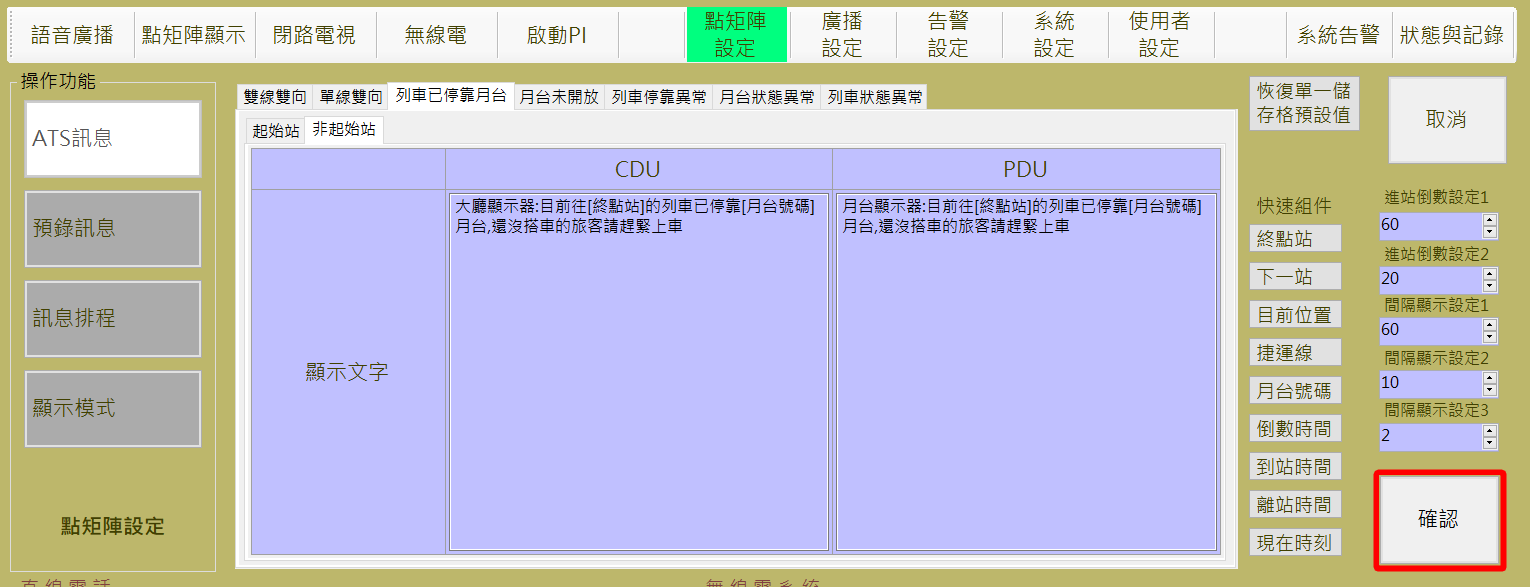 語音廣播 點矩陣顯示 閉路電視 無線電 啟動PI 點矩陣 設定 廣播 設定 告警 設定 系統 設定 使用者 設定 系統告警 狀態與記錄
操作功能
ATS訊息
預錄訊息
訊息排程
顯示模式
點矩陣設定
雙線雙向 單線雙向 列車已停靠月台 月台未開放 列車停靠異常 月台狀態異常 列車狀態異常
起始站 非起始站
CDU PDU
顯示文字
大廳顯示器:目前往[終點站]的列車已停靠[月台號碼]
月台,還沒搭車的旅客請趕緊上車
月台顯示器:目前往[終點站]的列車已停靠[月台號碼]
月台,還沒搭車的旅客請趕緊上車
恢復單一儲
存格預設值
快速組件
終點站
下一站
目前位置
捷運線
月台號碼
倒數時間
到站時間
離站時間
現在時刻
取消
進站倒數設定1
60
進站倒數設定2
20
間隔顯示設定1
60
間隔顯示設定2
10
間隔顯示設定3
2
確認